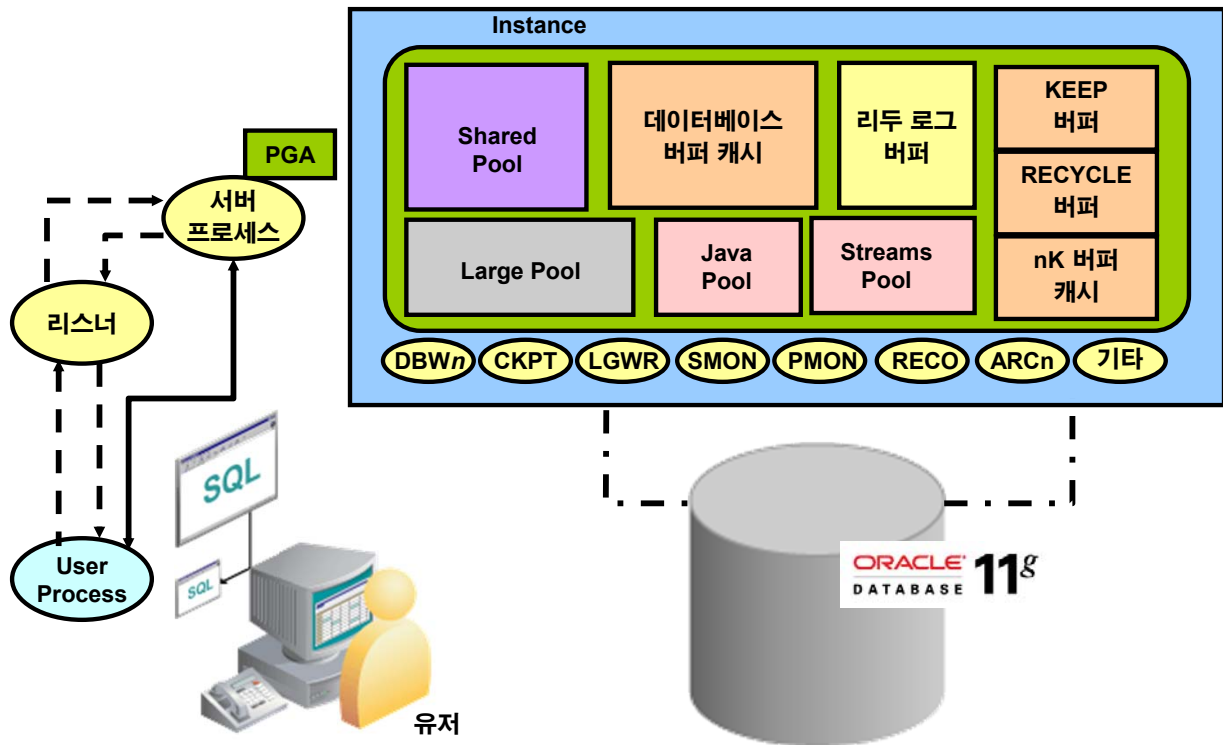 Instance
Shared
Pool
데이터베이스
버퍼 캐시
리두 로그
버퍼
KEEP
버퍼
RECYCLE
버퍼
nK 버퍼
캐시
Large Pool
Java
Pool
Streams
Pool
DBWn
CKPT
LGWR
SMON
PMON
RECO
ARCn
기타
PGA
서버
프로세스
리스너
User
Process
SQL
SQL
유저
ORACLE
DATABASE
11g